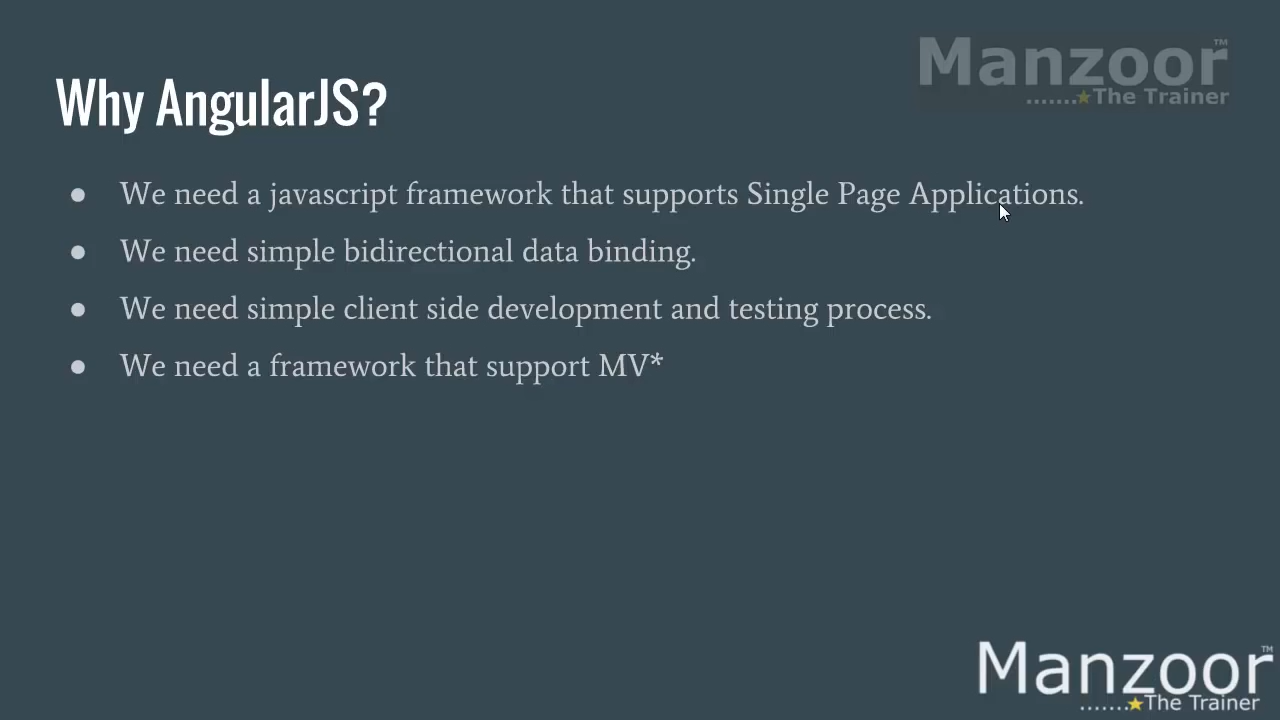 Manzoor™
.......★The Trainer
Why AngularJS?
● We need a javascript framework that supports Single Page Applications.
● We need simple bidirectional data binding.
● We need simple client side development and testing process.
● We need a framework that support MV*
Manzoor™
.......★The Trainer